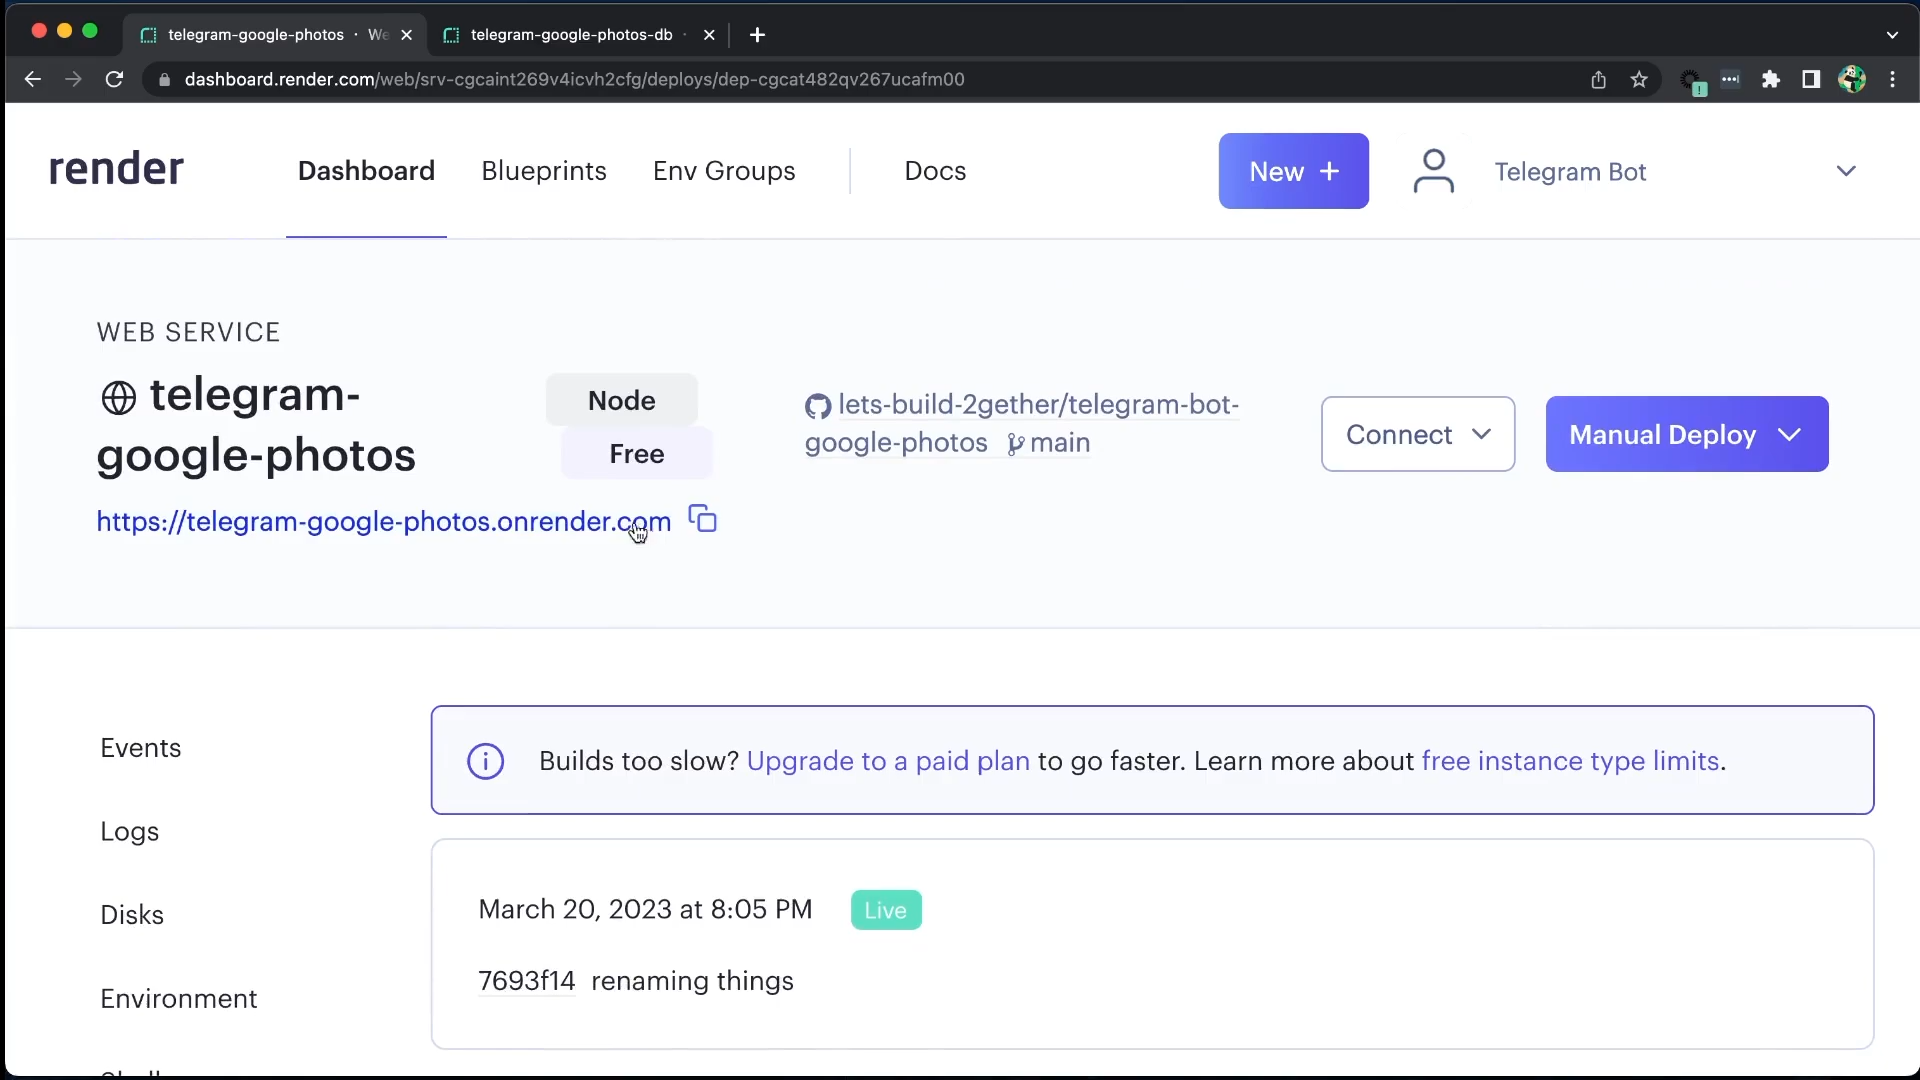 telegram-google-photos · We
telegram-google-photos-db ·
dashboard.render.com/web/srv-cgcaint269v4icvh2cfg/deploys/dep-cgcat482qv267ucafm00
render
Dashboard
Blueprints
Env Groups
Docs
New +
Telegram Bot
WEB SERVICE
telegram-
google-photos
Node
Free
lets-build-2gether/telegram-bot-
google-photos main
Connect
Manual Deploy
https://telegram-google-photos.onrender.com
Events
Logs
Disks
Environment
Builds too slow? Upgrade to a paid plan to go faster. Learn more about free instance type limits.
March 20, 2023 at 8:05 PM Live
7693f14 renaming things